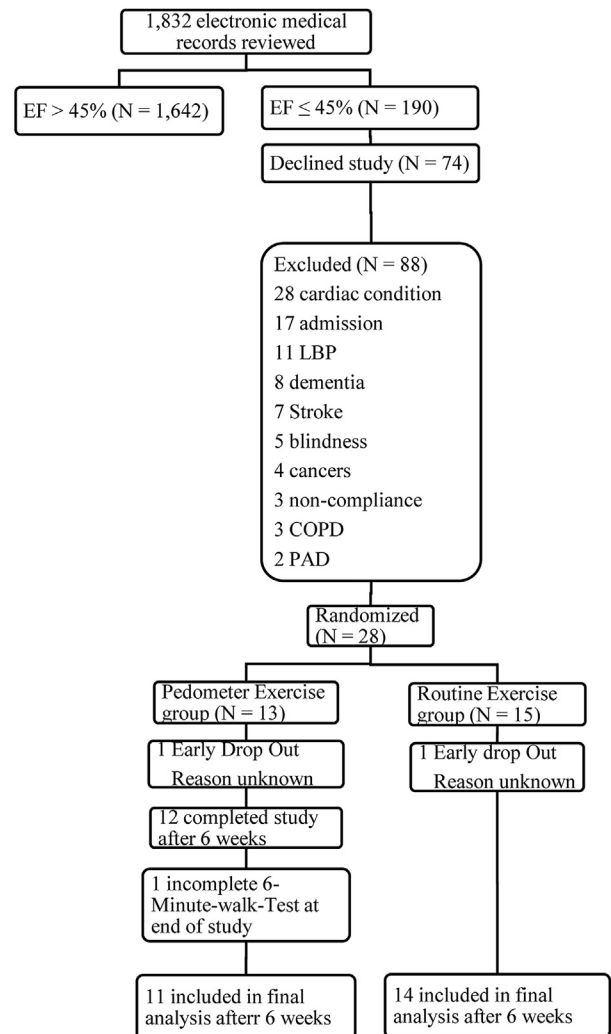 1,832 electronic medical
records reviewed
EF > 45% (N = 1,642)
EF ≤ 45% (N = 190)
Declined study (N = 74)
Excluded (N = 88)
28 cardiac condition
17 admission
11 LBP
8 dementia
7 Stroke
5 blindness
4 cancers
3 non-compliance
3 COPD
2 PAD
Randomized
(N = 28)
Pedometer Exercise
group (N = 13)
Routine Exercise
group (N = 15)
1 Early Drop Out
Reason unknown
1 Early drop Out
Reason unknown
12 completed study
after 6 weeks
1 incomplete 6-
Minute-walk-Test at
end of study
11 included in final
analysis afterr 6 weeks
14 included in final
analysis after 6 weeks